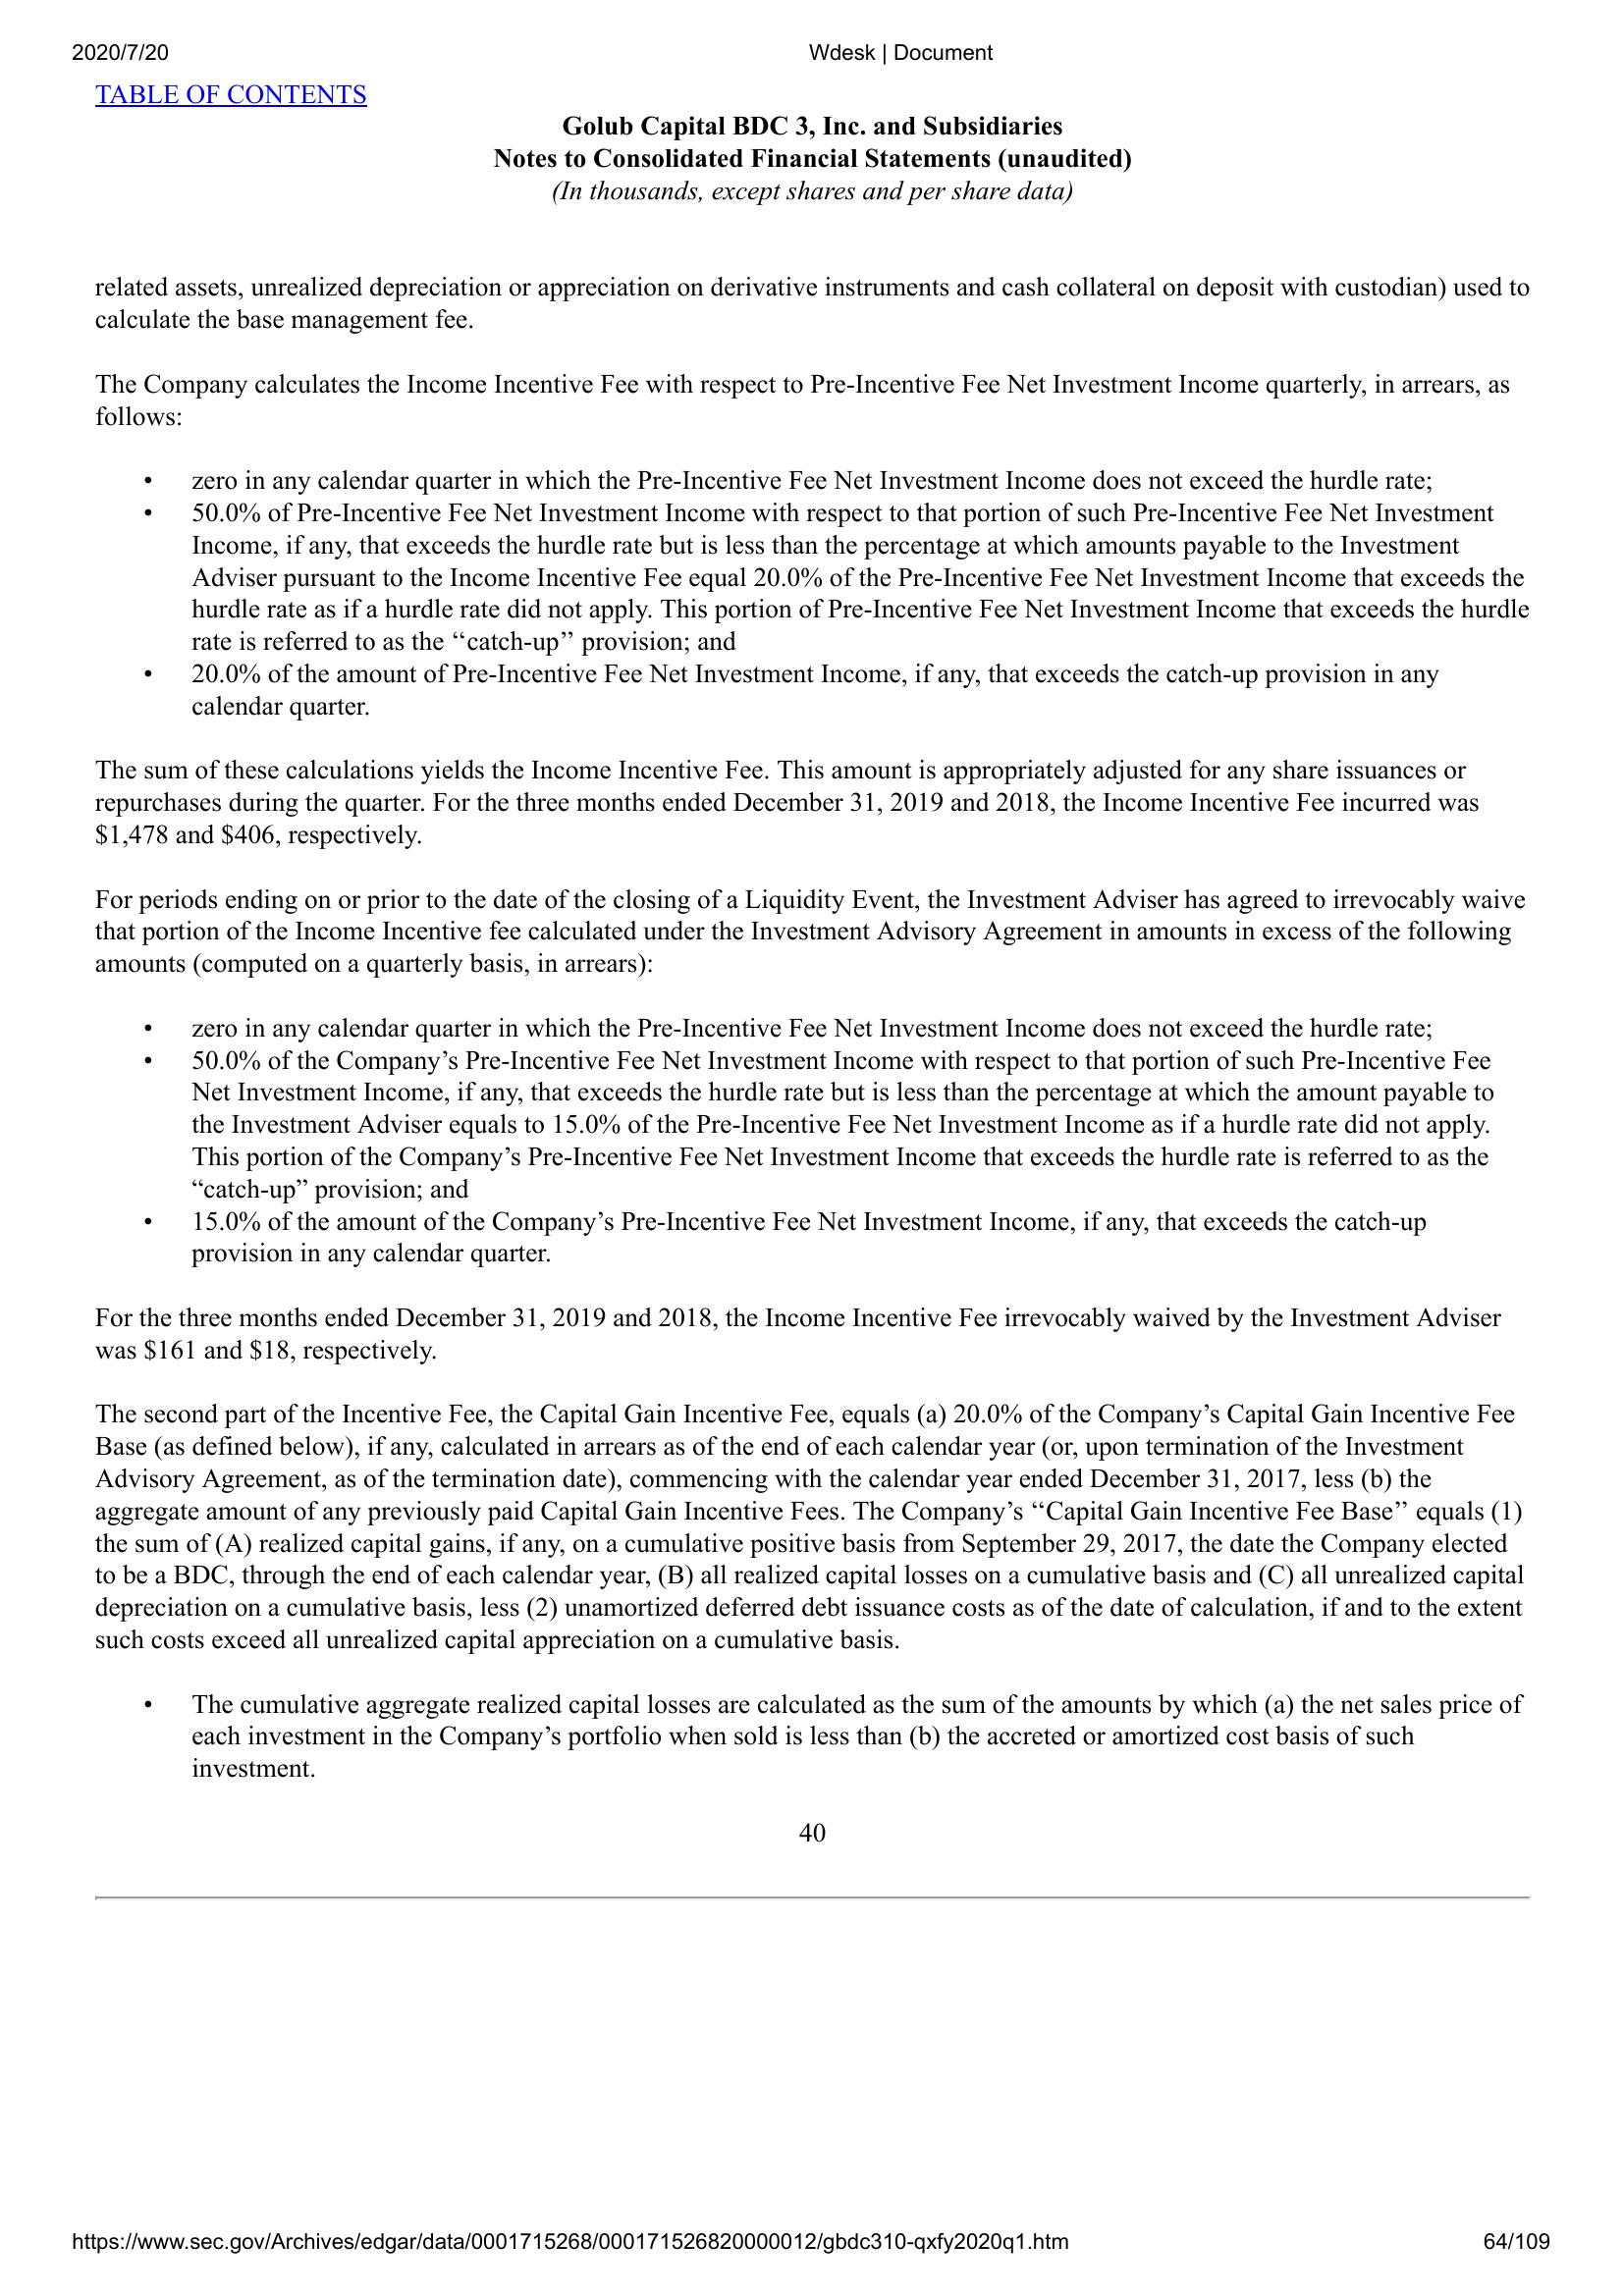 2020/7/20
Wdesk | Document
TABLE OF CONTENTS
Golub Capital BDC 3, Inc. and Subsidiaries
Notes to Consolidated Financial Statements (unaudited)
(In thousands, except shares and per share data)
related assets, unrealized depreciation or appreciation on derivative instruments and cash collateral on deposit with custodian) used to
calculate the base management fee.
The Company calculates the Income Incentive Fee with respect to Pre-Incentive Fee Net Investment Income quarterly, in arrears, as
follows:
• zero in any calendar quarter in which the Pre-Incentive Fee Net Investment Income does not exceed the hurdle rate;
• 50.0% of Pre-Incentive Fee Net Investment Income with respect to that portion of such Pre-Incentive Fee Net Investment
Income, if any, that exceeds the hurdle rate but is less than the percentage at which amounts payable to the Investment
Adviser pursuant to the Income Incentive Fee equal 20.0% of the Pre-Incentive Fee Net Investment Income that exceeds the
hurdle rate as if a hurdle rate did not apply. This portion of Pre-Incentive Fee Net Investment Income that exceeds the hurdle
rate is referred to as the ‘‘catch-up’’ provision; and
• 20.0% of the amount of Pre-Incentive Fee Net Investment Income, if any, that exceeds the catch-up provision in any
calendar quarter.
The sum of these calculations yields the Income Incentive Fee. This amount is appropriately adjusted for any share issuances or
repurchases during the quarter. For the three months ended December 31, 2019 and 2018, the Income Incentive Fee incurred was
$1,478 and $406, respectively.
For periods ending on or prior to the date of the closing of a Liquidity Event, the Investment Adviser has agreed to irrevocably waive
that portion of the Income Incentive fee calculated under the Investment Advisory Agreement in amounts in excess of the following
amounts (computed on a quarterly basis, in arrears):
• zero in any calendar quarter in which the Pre-Incentive Fee Net Investment Income does not exceed the hurdle rate;
• 50.0% of the Company’s Pre-Incentive Fee Net Investment Income with respect to that portion of such Pre-Incentive Fee
Net Investment Income, if any, that exceeds the hurdle rate but is less than the percentage at which the amount payable to
the Investment Adviser equals to 15.0% of the Pre-Incentive Fee Net Investment Income as if a hurdle rate did not apply.
This portion of the Company’s Pre-Incentive Fee Net Investment Income that exceeds the hurdle rate is referred to as the
“catch-up” provision; and
• 15.0% of the amount of the Company’s Pre-Incentive Fee Net Investment Income, if any, that exceeds the catch-up
provision in any calendar quarter.
For the three months ended December 31, 2019 and 2018, the Income Incentive Fee irrevocably waived by the Investment Adviser
was $161 and $18, respectively.
The second part of the Incentive Fee, the Capital Gain Incentive Fee, equals (a) 20.0% of the Company’s Capital Gain Incentive Fee
Base (as defined below), if any, calculated in arrears as of the end of each calendar year (or, upon termination of the Investment
Advisory Agreement, as of the termination date), commencing with the calendar year ended December 31, 2017, less (b) the
aggregate amount of any previously paid Capital Gain Incentive Fees. The Company’s ‘‘Capital Gain Incentive Fee Base’’ equals (1)
the sum of (A) realized capital gains, if any, on a cumulative positive basis from September 29, 2017, the date the Company elected
to be a BDC, through the end of each calendar year, (B) all realized capital losses on a cumulative basis and (C) all unrealized capital
depreciation on a cumulative basis, less (2) unamortized deferred debt issuance costs as of the date of calculation, if and to the extent
such costs exceed all unrealized capital appreciation on a cumulative basis.
• The cumulative aggregate realized capital losses are calculated as the sum of the amounts by which (a) the net sales price of
each investment in the Company’s portfolio when sold is less than (b) the accreted or amortized cost basis of such
investment.
40
https://www.sec.gov/Archives/edgar/data/0001715268/000171526820000012/gbdc310-qxfy2020q1.htm
64/109